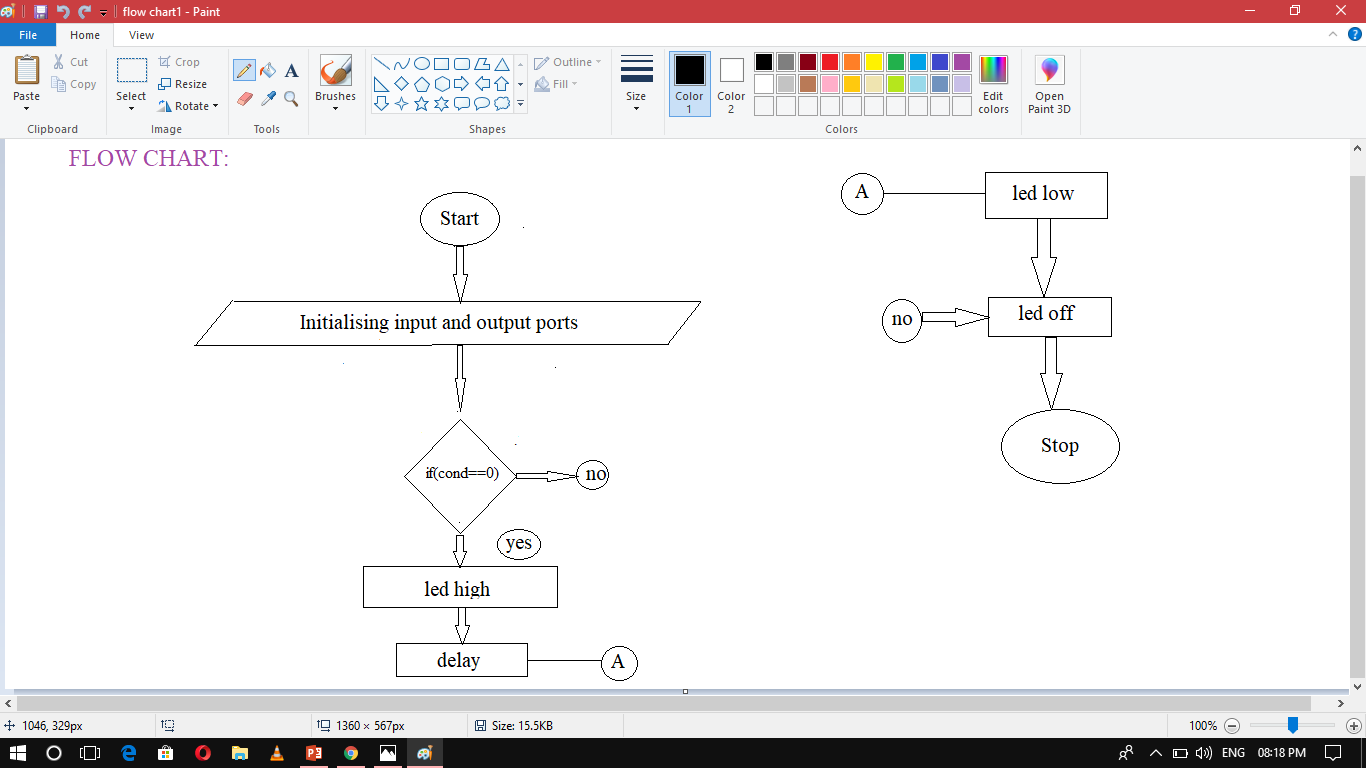 flow chart1 - Paint
File
Home
View
Paste
Cut
Copy
Clipboard
Select
Crop
Resize
Rotate
Image
A
Tools
Brushes
Outline
Fill
Shapes
Size
Color
1
Color
2
Colors
Edit
colors
Open
Paint 3D
FLOW CHART:
Start
Initialising input and output ports
if(cond==0)
no
yes
led high
delay
A
A
led low
no
led off
Stop
1046, 329px
1360 × 567px
Size: 15.5KB
100%
ENG
08:18 PM